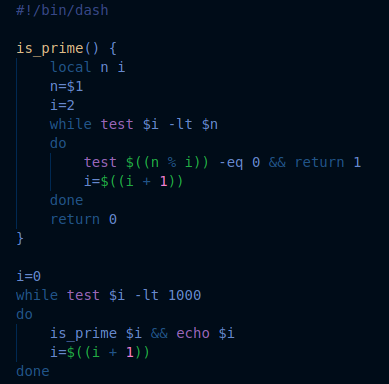 #!/bin/dash

is_prime() {
    local n i
    n=$1
    i=2
    while test $i -lt $n
    do
        test $((n % i)) -eq 0 && return 1
        i=$((i + 1))
    done
    return 0
}

i=0
while test $i -lt 1000
do
    is_prime $i && echo $i
    i=$((i + 1))
done